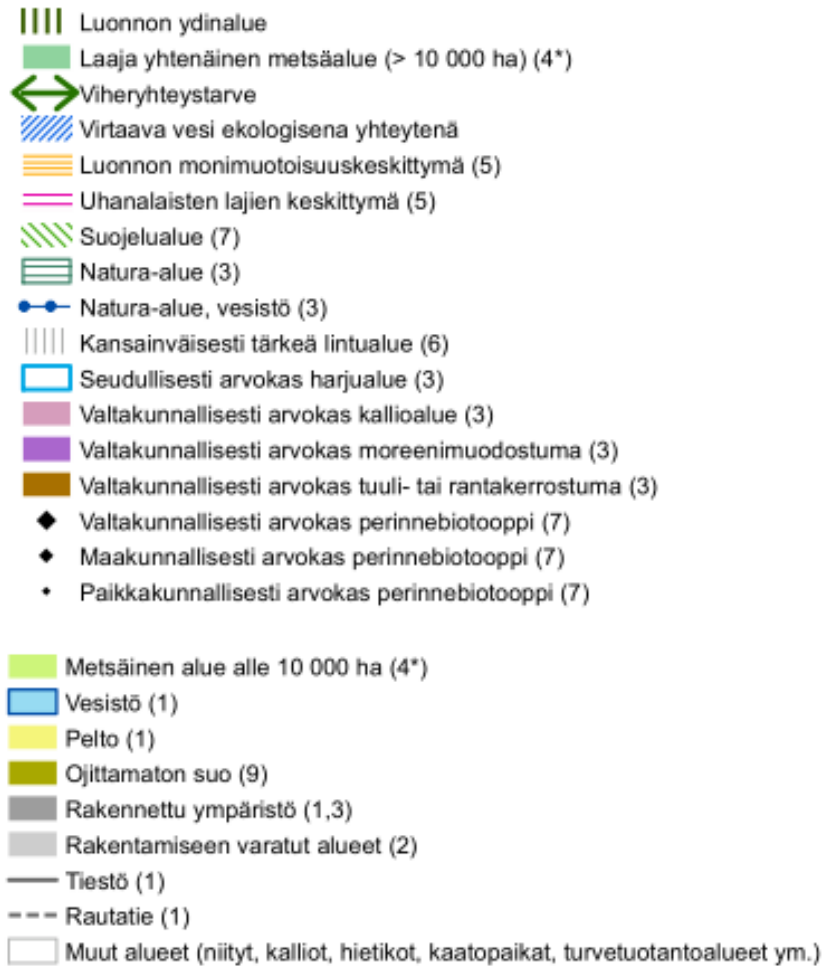 Luonnon ydinalue
Laaja yhtenäinen metsäalue (> 10 000 ha) (4*)
Viheryhteystarve
Virtaava vesi ekologisena yhteytenä
Luonnon monimuotoisuuskeskittymä (5)
Uhanalaisten lajien keskittymä (5)
Suojelualue (7)
Natura-alue (3)
Natura-alue, vesistö (3)
Kansainväisesti tärkeä lintualue (6)
Seudullisesti arvokas harjualue (3)
Valtakunnallisesti arvokas kallioalue (3)
Valtakunnallisesti arvokas moreenimuodostuma (3)
Valtakunnallisesti arvokas tuuli- tai rantakerrostuma (3)
Valtakunnallisesti arvokas perinnebiotooppi (7)
Maakunnallisesti arvokas perinnebiotooppi (7)
Paikkakunnallisesti arvokas perinnebiotooppi (7)
Metsäinen alue alle 10 000 ha (4*)
Vesistö (1)
Pelto (1)
Ojittamaton suo (9)
Rakennettu ympäristö (1,3)
Rakentamiseen varatut alueet (2)
Tiestö (1)
Rautatie (1)
Muut alueet (niityt, kalliot, hietikot, kaatopaikat, turvetuotantoalueet ym.)